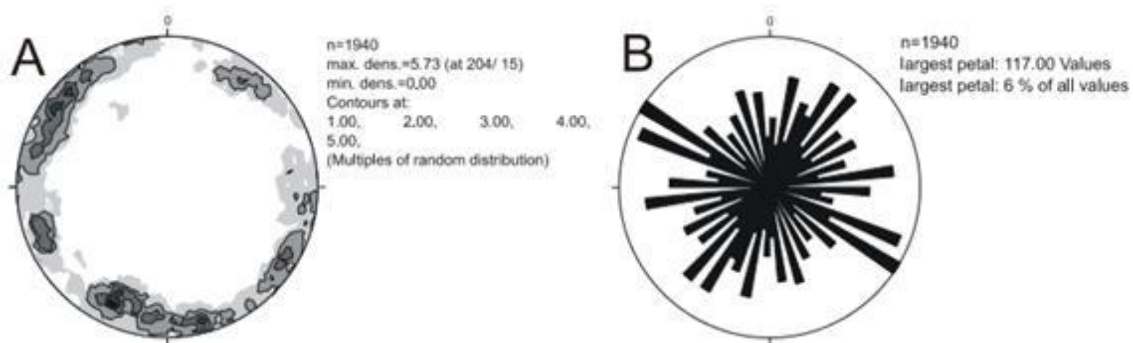 0
A
n=1940
max. dens.=5.73 (at 204/ 15)
min. dens.=0,00
Contours at:
1.00, 2.00, 3.00, 4.00,
5.00,
(Multiples of random distribution)
0
B
n=1940
largest petal: 117.00 Values
largest petal: 6 % of all values